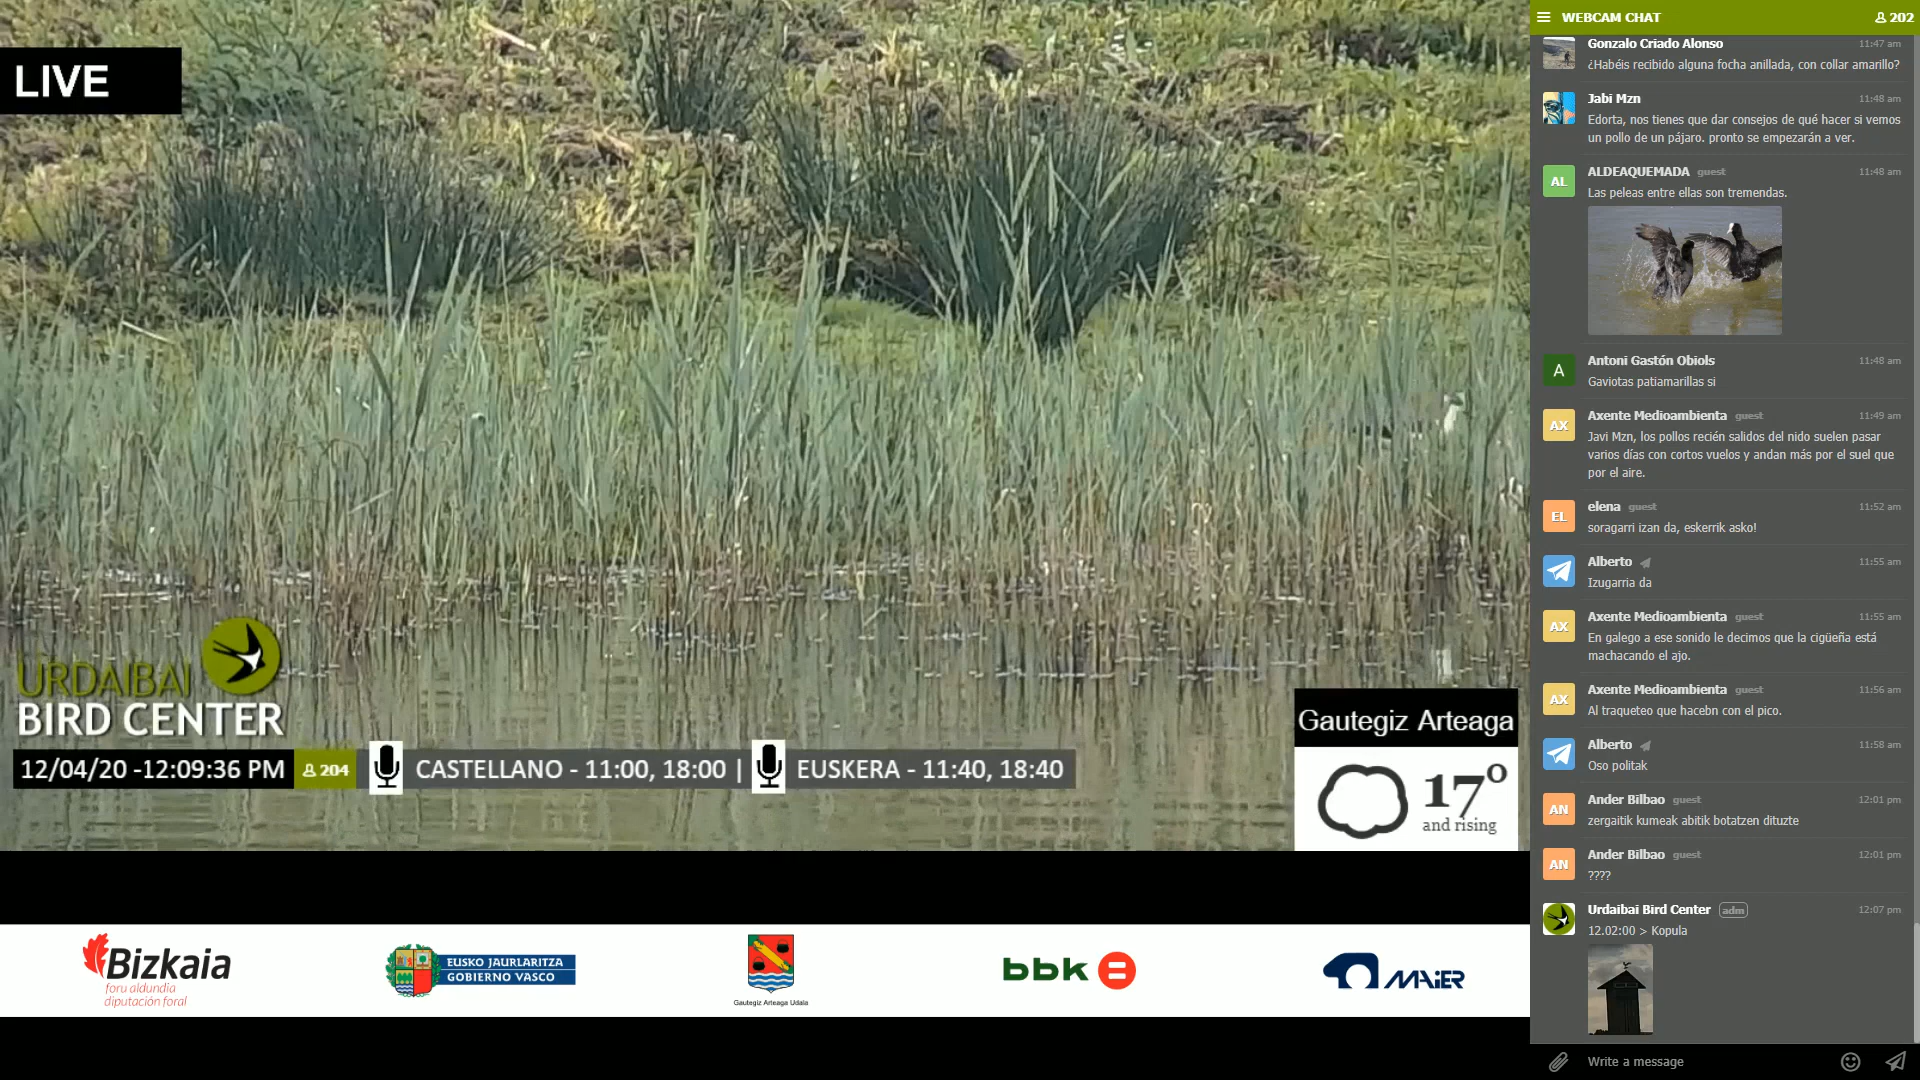 LIVE
URDAIBAI
BIRD CENTER
12/04/20 -12:09:36 PM
204
CASTELLANO - 11:00, 18:00 |
EUSKERA - 11:40, 18:40
Gautegiz Arteaga
17º
and rising
Bizkaia
foru aldundia
diputación foral
EUSKO JAURLARITZA
GOBIERNO VASCO
Gautegiz Arteaga Udala
bbk
MAIER
WEBCAM CHAT
202
Gonzalo Criado Alonso 11:47 am
¿Habéis recibido alguna focha anillada, con collar amarillo?
Jabi Mzn 11:48 am
Edorta, nos tienes que dar consejos de qué hacer si vemos
un pollo de un pájaro. pronto se empezarán a ver.
AL
ALDEAQUEMADA guest 11:48 am
Las peleas entre ellas son tremendas.
A
Antoni Gastón Obiols 11:48 am
Gaviotas patiamarillas si
AX
Axente Medioambienta guest 11:49 am
Javi Mzn, los pollos recién salidos del nido suelen pasar
varios días con cortos vuelos y andan más por el suel que
por el aire.
EL
elena guest 11:52 am
soragarri izan da, eskerrik asko!
Alberto 11:55 am
Izugarria da
AX
Axente Medioambienta guest 11:55 am
En galego a ese sonido le decimos que la cigüeña está
machacando el ajo.
AX
Axente Medioambienta guest 11:56 am
Al traqueteo que hacebn con el pico.
Alberto 11:58 am
Oso politak
AN
Ander Bilbao guest 12:01 pm
zergaitik kumeak abitik botatzen dituzte
AN
Ander Bilbao guest 12:01 pm
????
Urdaibai Bird Center adm 12:07 pm
12.02:00 > Kopula
Write a message